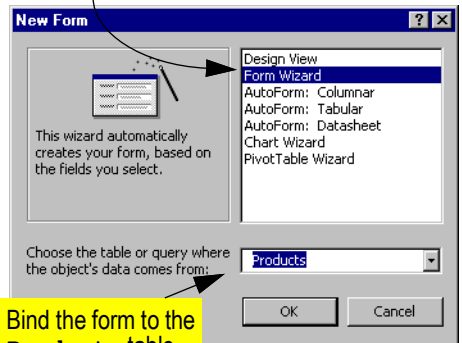 New Form
Design View
Form Wizard
AutoForm: Columnar
AutoForm: Tabular
AutoForm: Datasheet
Chart Wizard
PivotTable Wizard
This wizard automatically
creates your form, based on
the fields you select.
Choose the table or query where
the object's data comes from:
Products
OK
Cancel
Bind the form to the
table